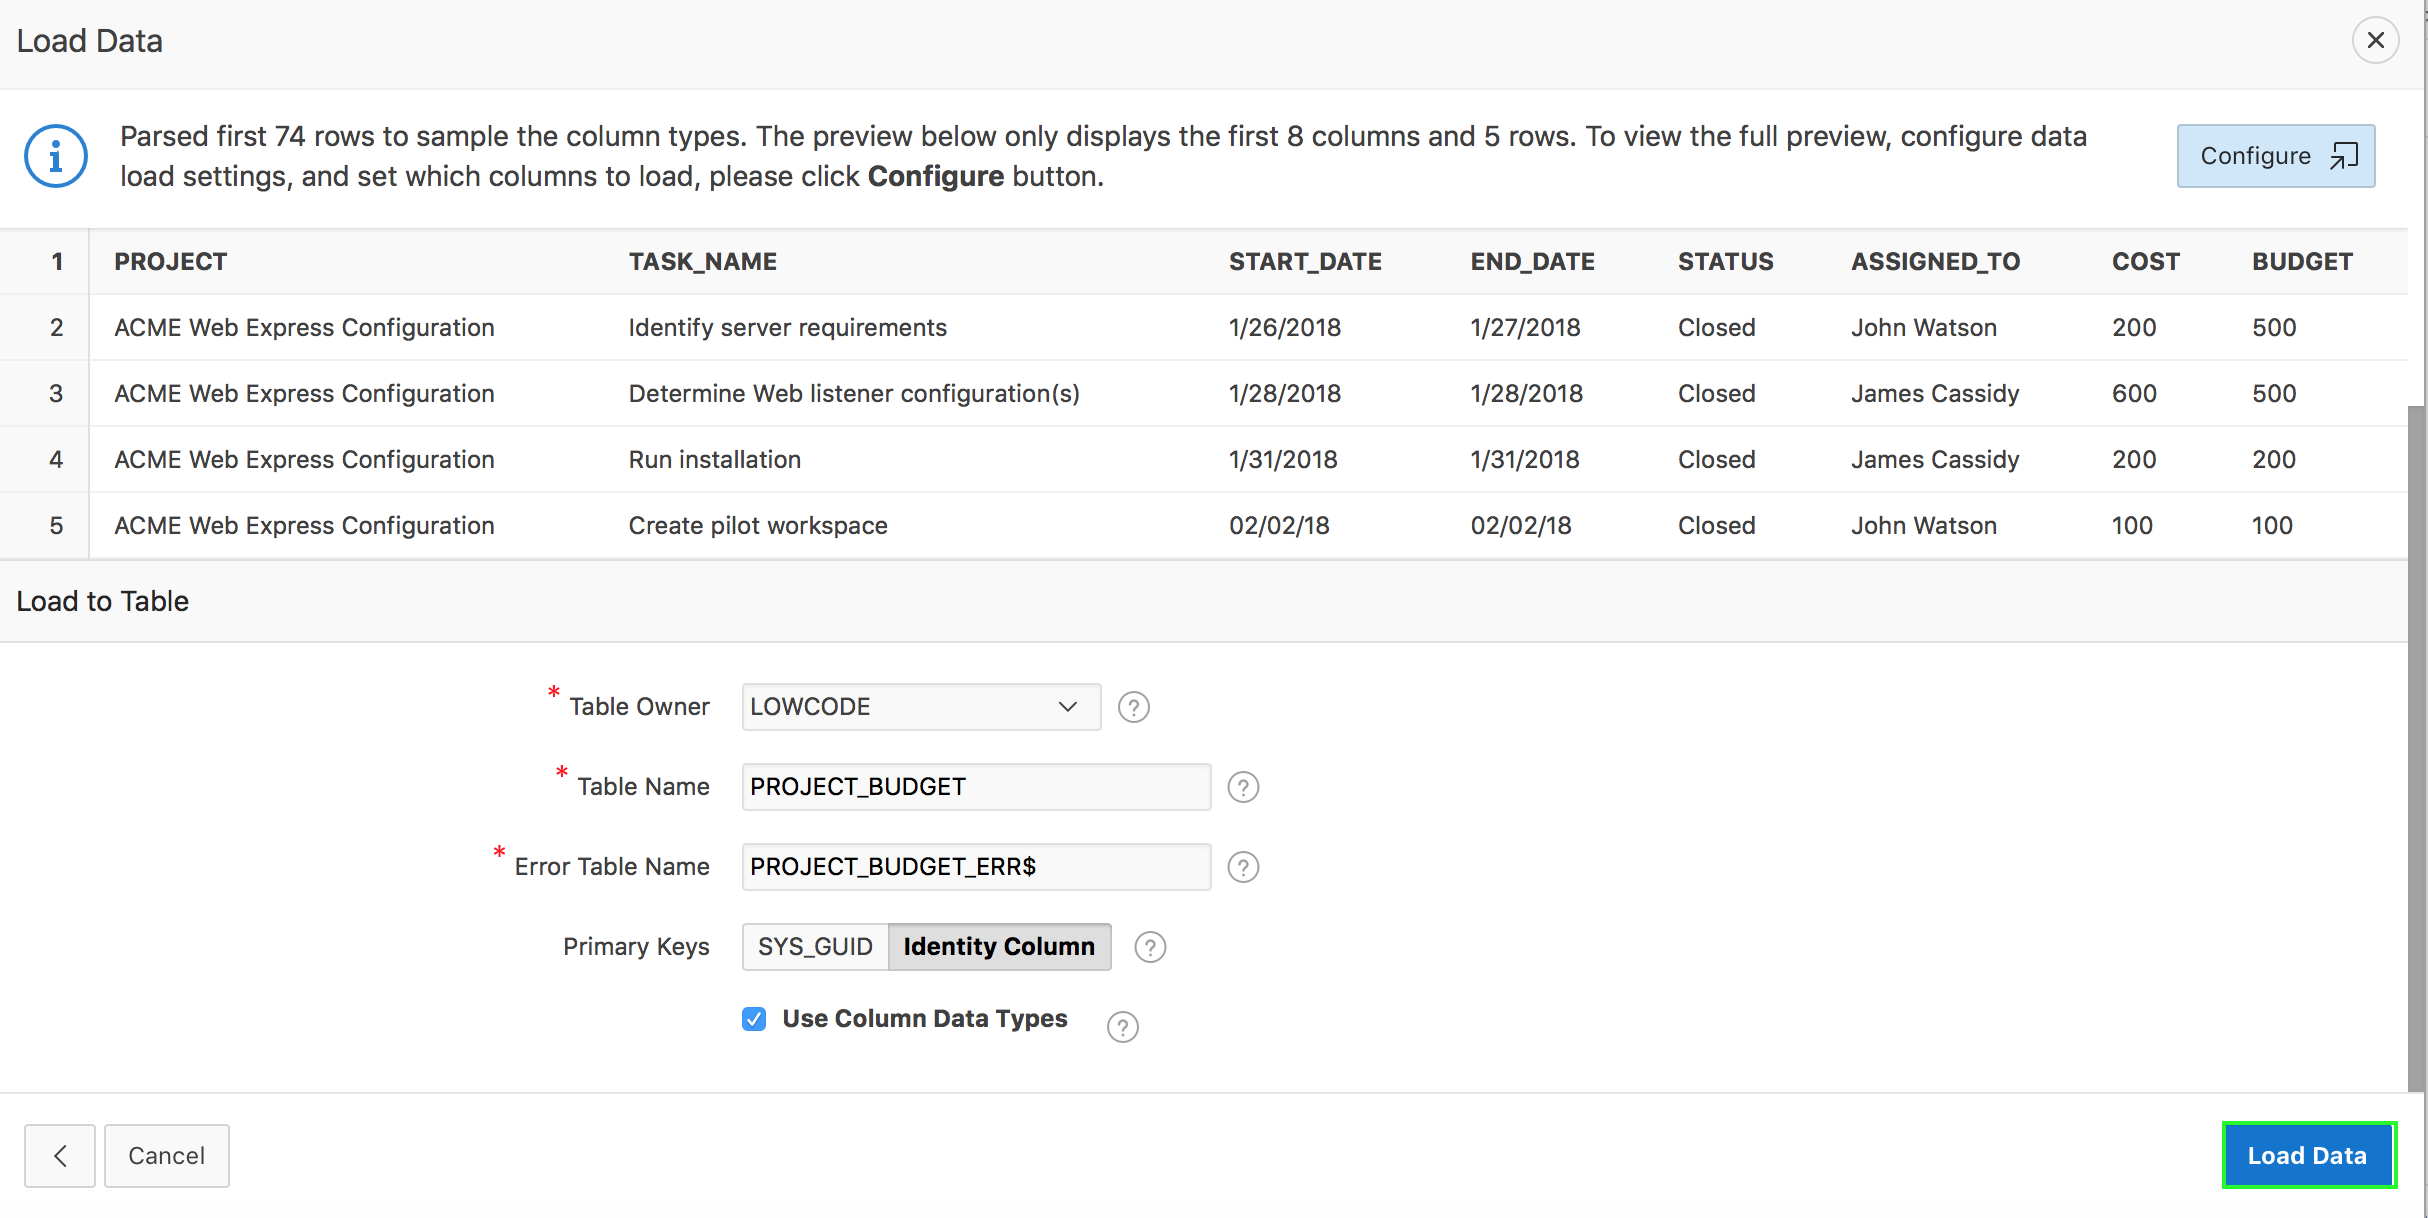 Load Data
Parsed first 74 rows to sample the column types. The preview below only displays the first 8 columns and 5 rows. To view the full preview, configure data
load settings, and set which columns to load, please click Configure button.
Configure
1 PROJECT TASK_NAME START_DATE END_DATE STATUS ASSIGNED_TO COST BUDGET
2 ACME Web Express Configuration Identify server requirements 1/26/2018 1/27/2018 Closed John Watson 200 500
3 ACME Web Express Configuration Determine Web listener configuration(s) 1/28/2018 1/28/2018 Closed James Cassidy 600 500
4 ACME Web Express Configuration Run installation 1/31/2018 1/31/2018 Closed James Cassidy 200 200
5 ACME Web Express Configuration Create pilot workspace 02/02/18 02/02/18 Closed John Watson 100 100
Load to Table
* Table Owner LOWCODE ?
* Table Name PROJECT_BUDGET ?
* Error Table Name PROJECT_BUDGET_ERR$ ?
Primary Keys SYS_GUID Identity Column ?
Use Column Data Types ?
Cancel Load Data